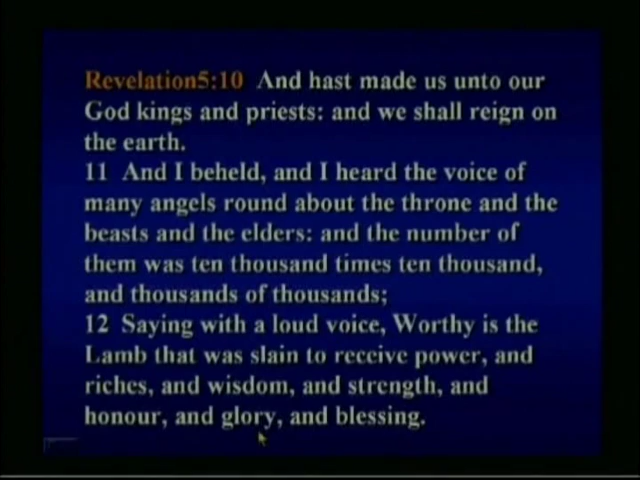 Revelation5:10 And hast made us unto our
God kings and priests: and we shall reign on
the earth.
11 And I beheld, and I heard the voice of
many angels round about the throne and the
beasts and the elders: and the number of
them was ten thousand times ten thousand,
and thousands of thousands;
12 Saying with a loud voice, Worthy is the
Lamb that was slain to receive power, and
riches, and wisdom, and strength, and
honour, and glory, and blessing.